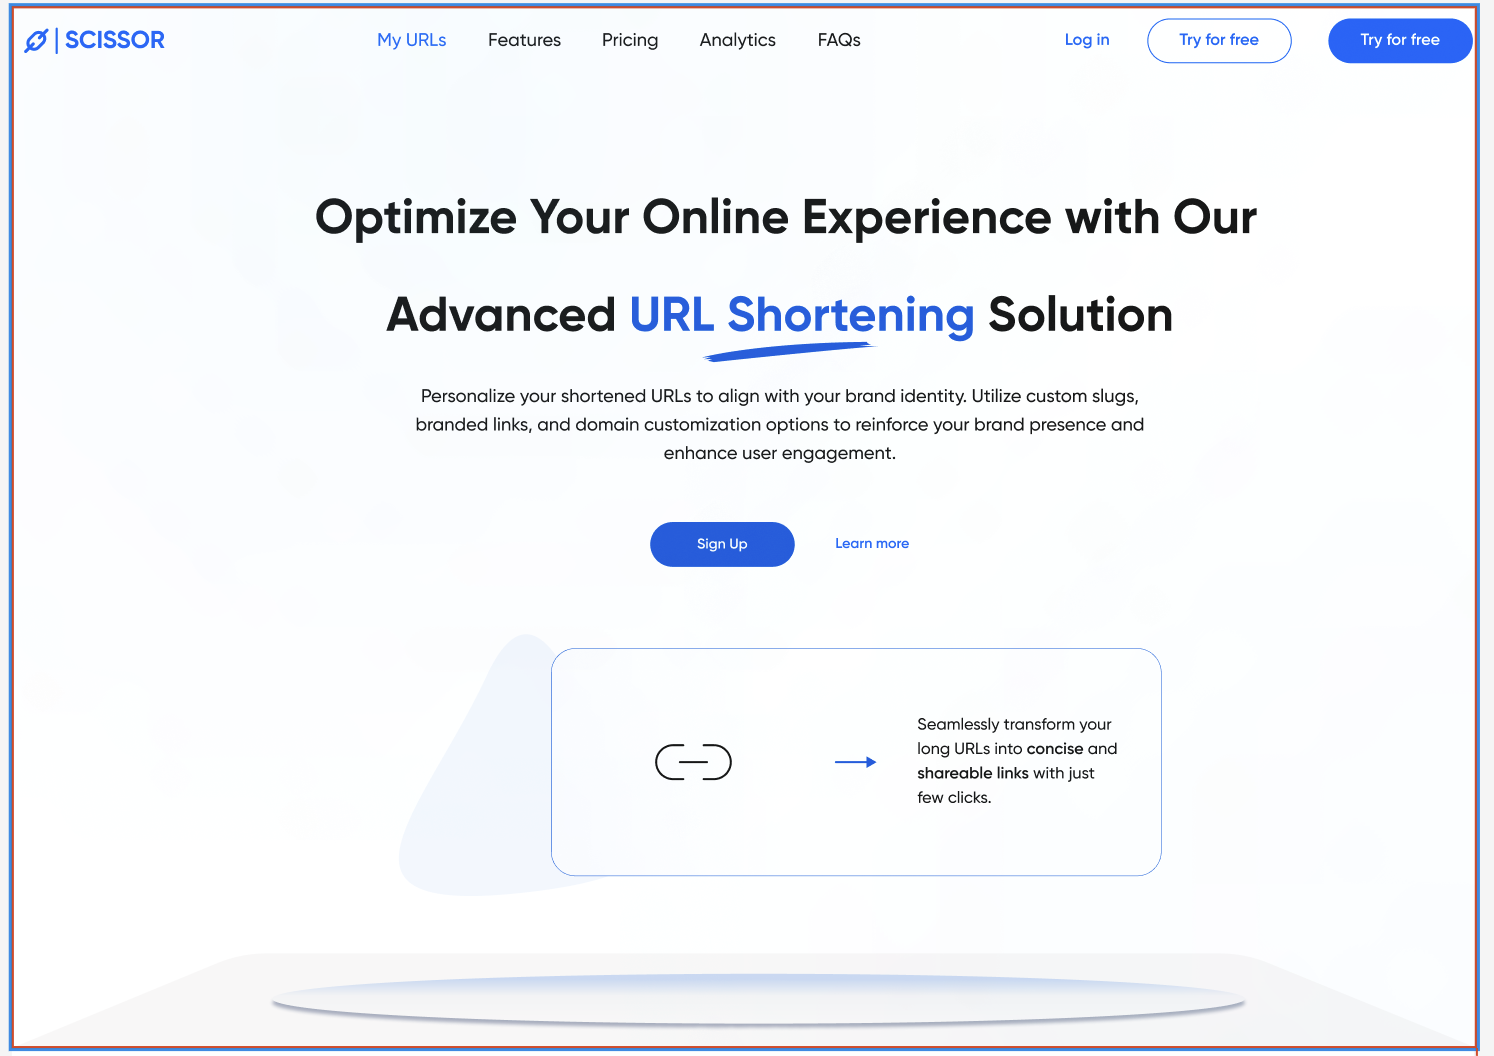 SCISSOR
My URLs Features Pricing Analytics FAQs
Log in Try for free Try for free
Optimize Your Online Experience with Our
Advanced URL Shortening Solution
Personalize your shortened URLs to align with your brand identity. Utilize custom slugs,
branded links, and domain customization options to reinforce your brand presence and
enhance user engagement.
Sign Up Learn more
Seamlessly transform your
long URLs into concise and
shareable links with just
few clicks.